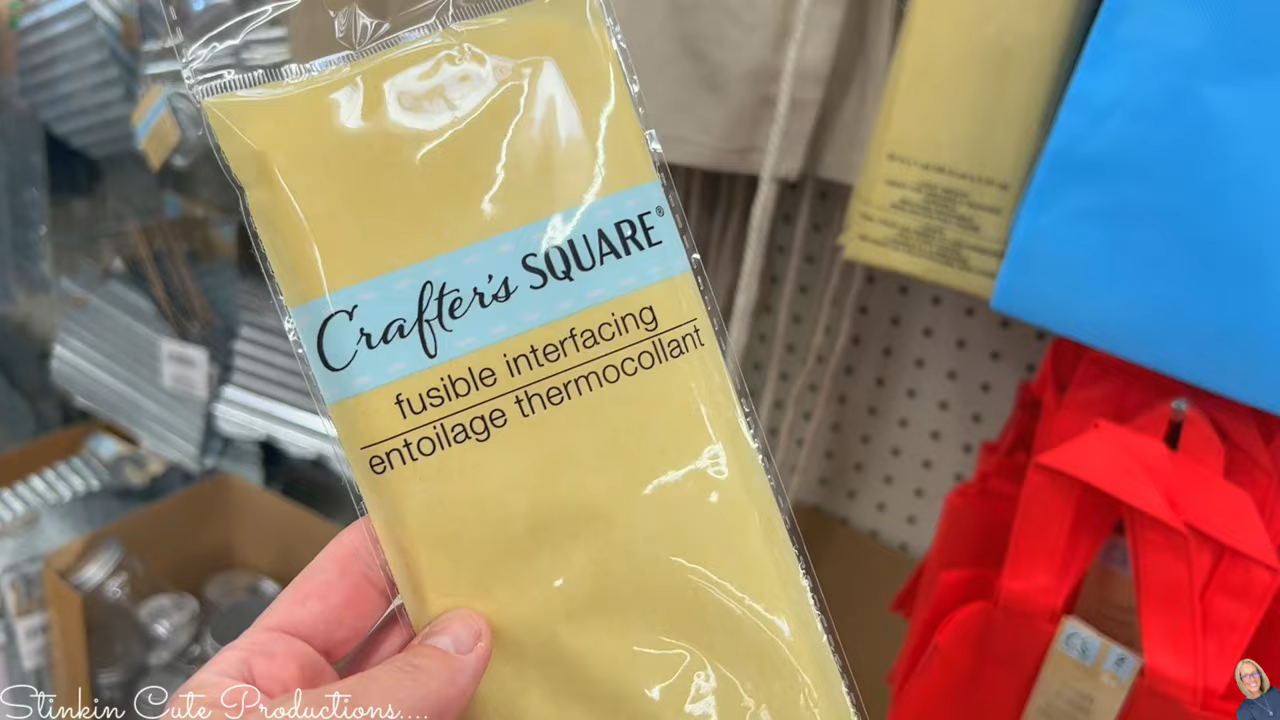 Crafter's SQUARE®
fusible interfacing
entoilage thermocollant
Stinkin Cute Productions....